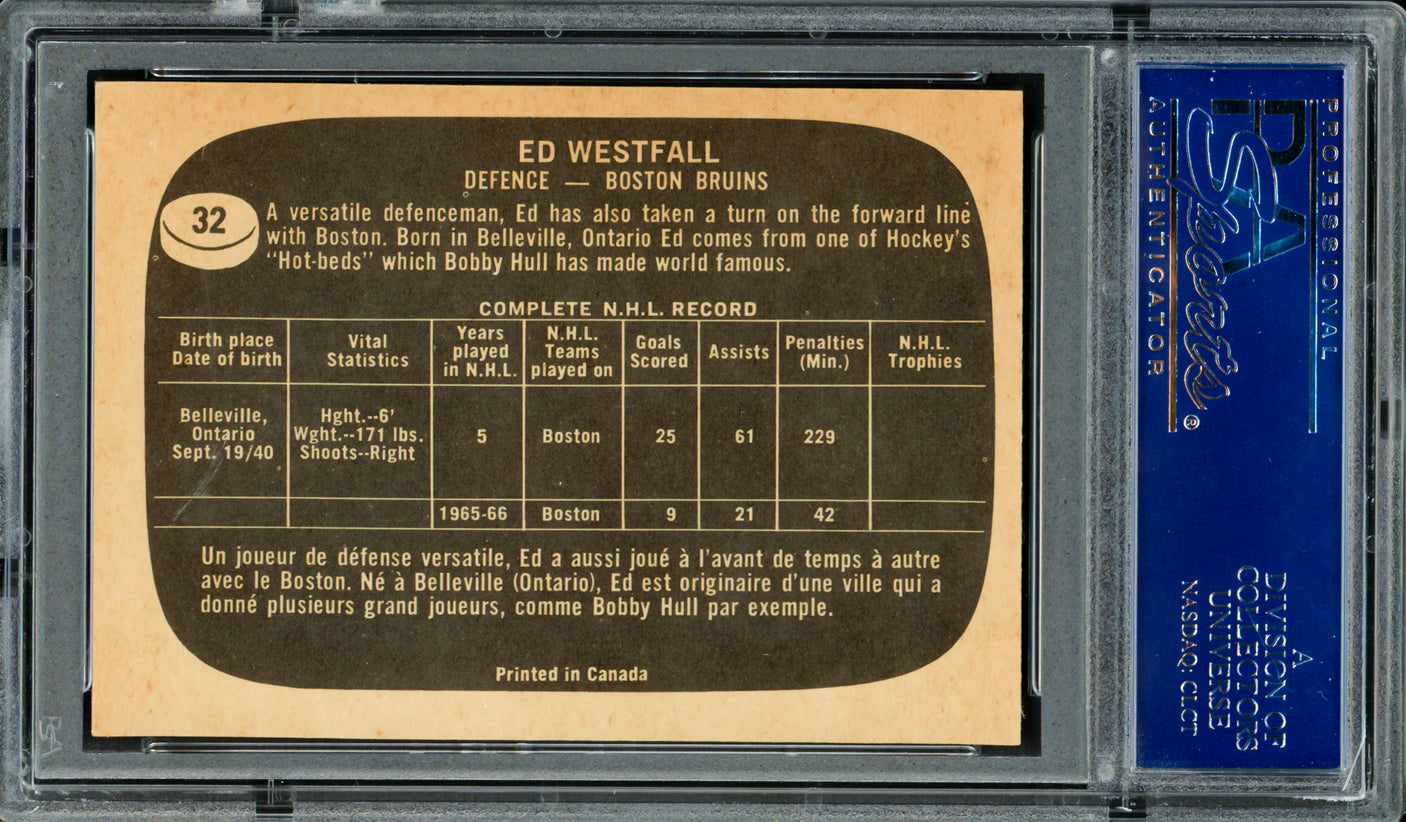 ED WESTFALL
DEFENCE — BOSTON BRUINS
32
A versatile defenceman, Ed has also taken a turn on the forward line
with Boston. Born in Belleville, Ontario Ed comes from one of Hockey's
"Hot-beds" which Bobby Hull has made world famous.
COMPLETE N.H.L. RECORD
Birth place
Date of birth
Vital
Statistics
Years
played
in N.H.L.
N.H.L.
Teams
played on
Goals
Scored
Assists
Penalties
(Min.)
N.H.L.
Trophies
Belleville,
Ontario
Sept. 19/40
Hght.--6'
Wght.--171 lbs.
Shoots--Right
5
Boston
25
61
229
1965-66
Boston
9
21
42
Un joueur de défense versatile, Ed a aussi joué à l'avant de temps à autre
avec le Boston. Né à Belleville (Ontario), Ed est originaire d'une ville qui a
donné plusieurs grand joueurs, comme Bobby Hull par exemple.
Printed in Canada
PROFESSIONAL
PSA
Sports®
AUTHENTICATOR
A
DIVISION OF
COLLECTORS
UNIVERSE
NASDAQ: CLCT
PSA